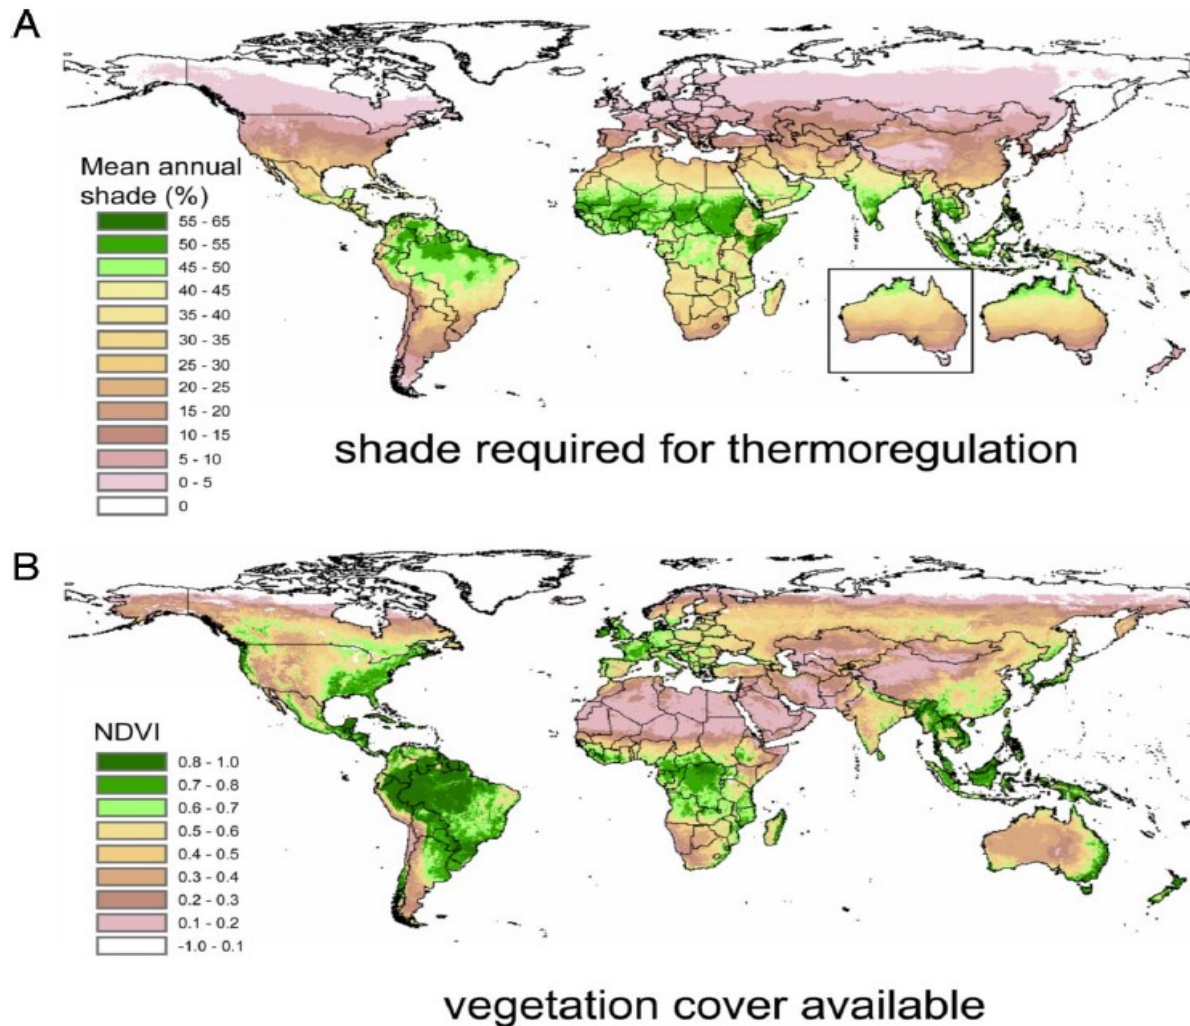 A
Mean annual
shade (%)
55 - 65
50 - 55
45 - 50
40 - 45
35 - 40
30 - 35
25 - 30
20 - 25
15 - 20
10 - 15
5 - 10
0 - 5
0
shade required for thermoregulation
B
NDVI
0.8 - 1.0
0.7 - 0.8
0.6 - 0.7
0.5 - 0.6
0.4 - 0.5
0.3 - 0.4
0.2 - 0.3
0.1 - 0.2
-1.0 - 0.1
vegetation cover available